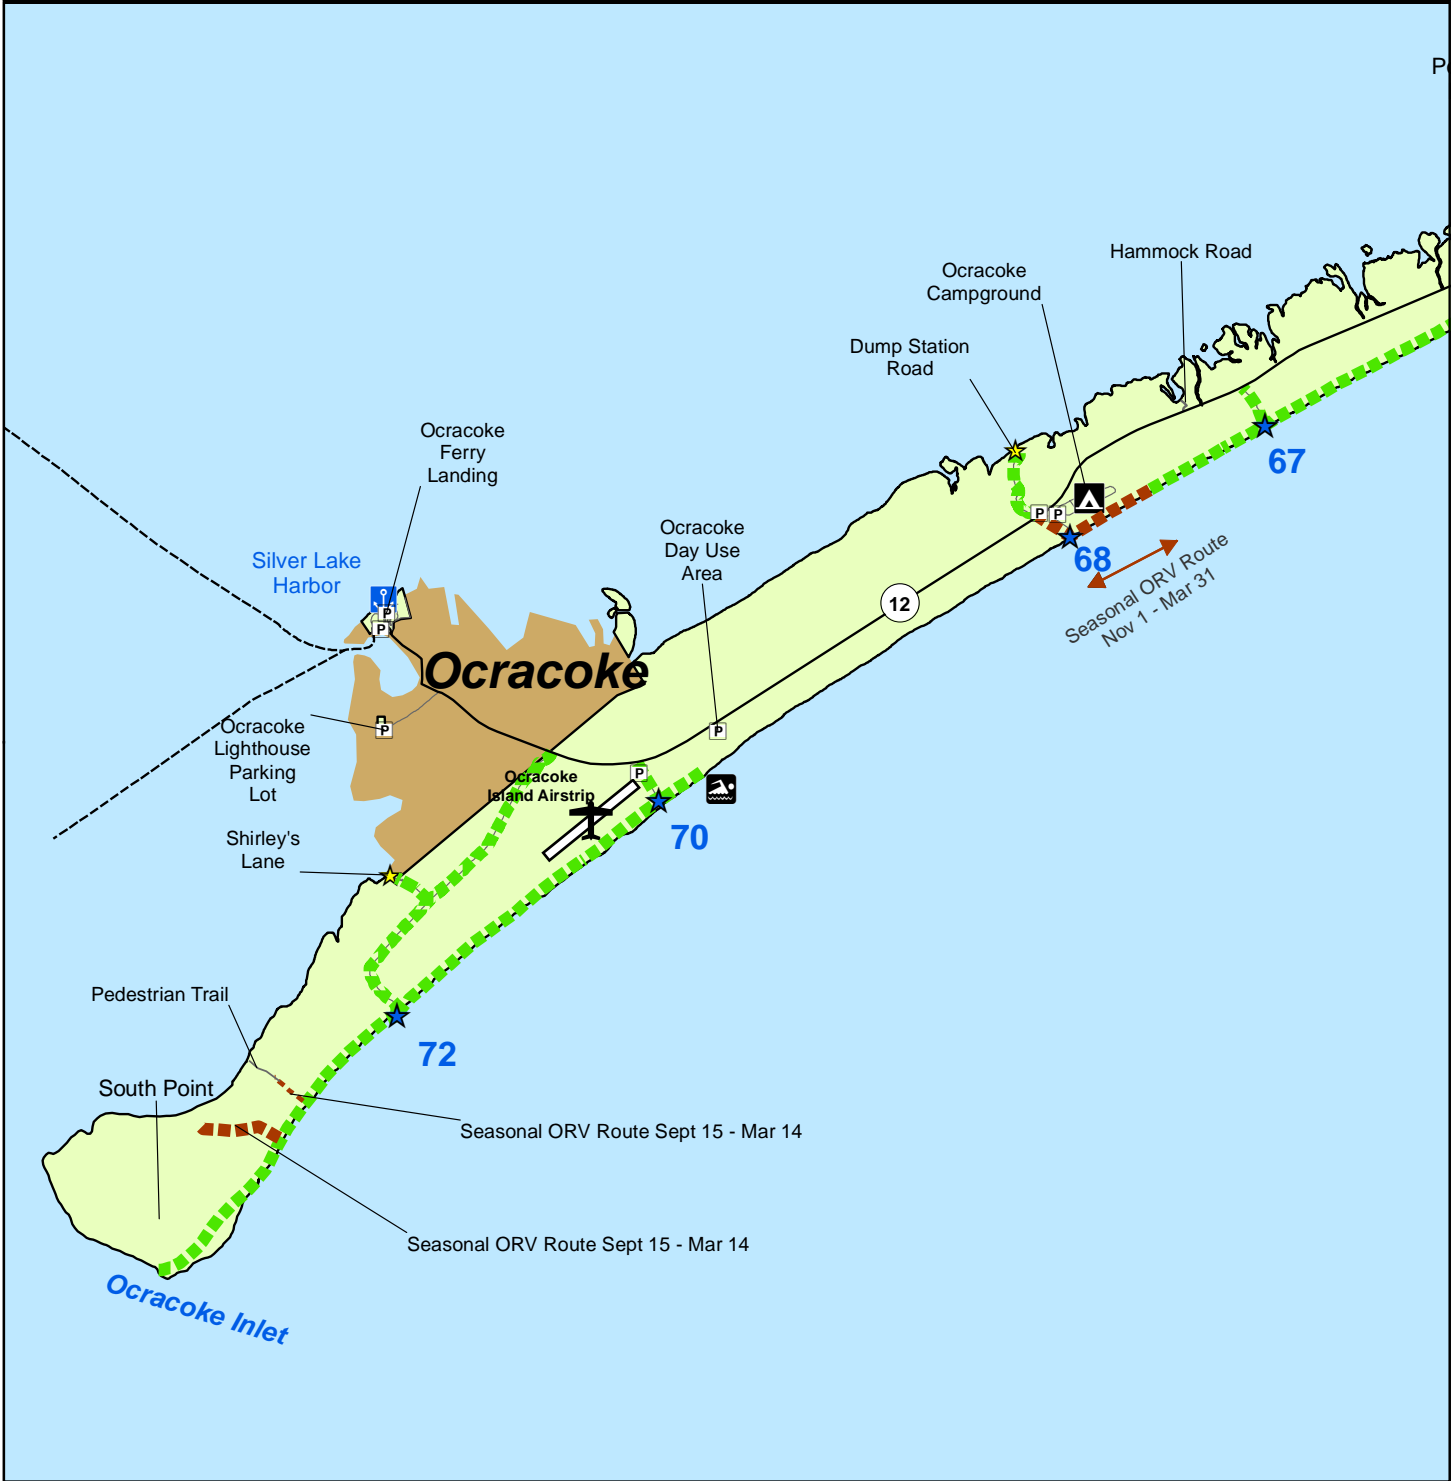 Hammock Road
Ocracoke
Campground
Dump Station
Road
Ocracoke
Ferry
Landing
67
P
P
Ocracoke
Day Use
Area
68
Silver Lake
Harbor
Seasonal ORV Route
Nov 1 - Mar 31
12
P
P
Ocracoke
Ocracoke
Lighthouse
Parking
Lot
P
P
Ocracoke
Island Airstrip
P
70
Shirley's
Lane
Pedestrian Trail
72
South Point
Seasonal ORV Route Sept 15 - Mar 14
Seasonal ORV Route Sept 15 - Mar 14
Ocracoke Inlet